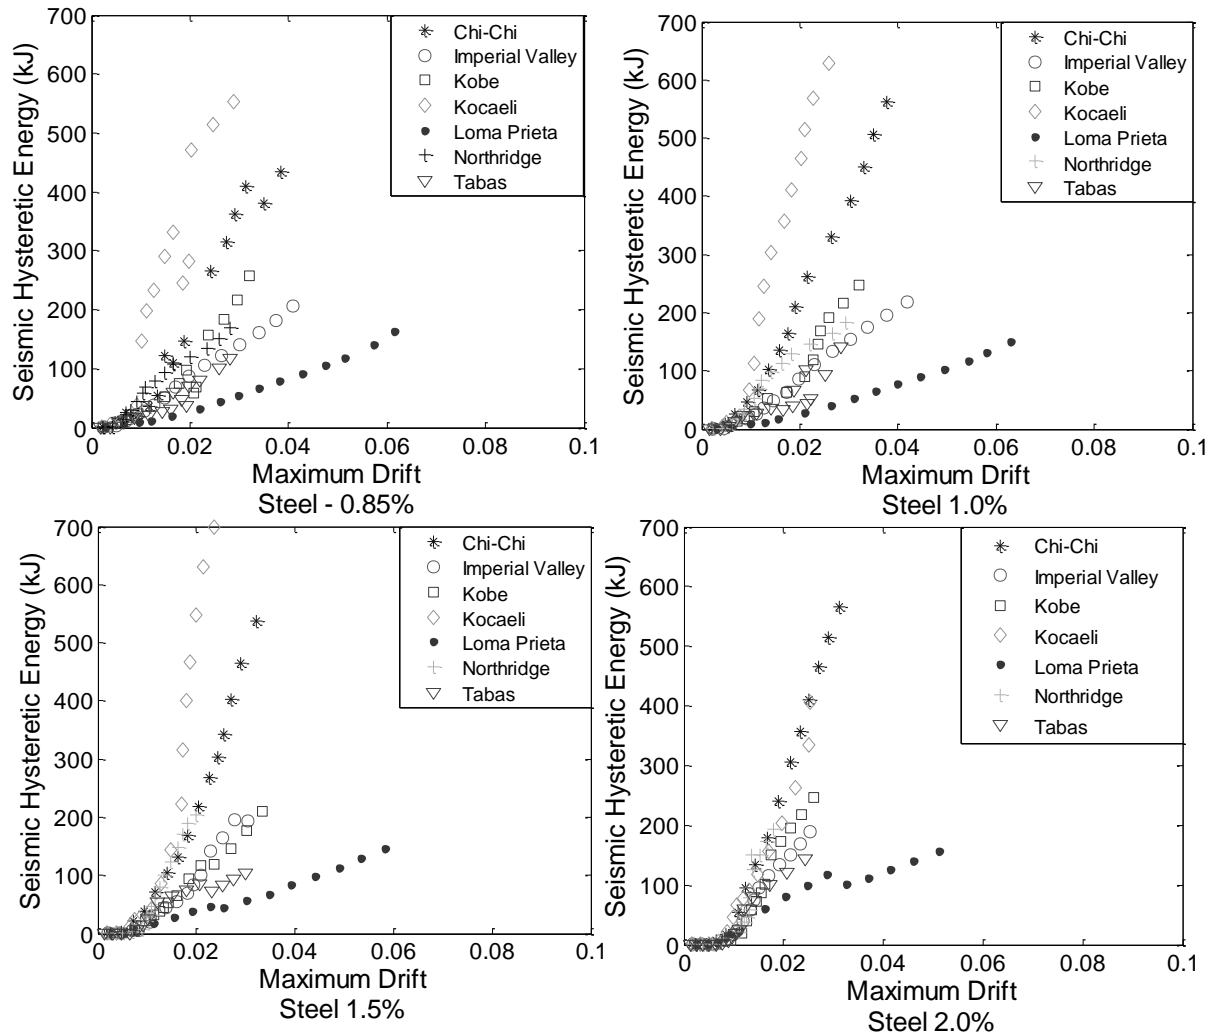 700
600
500
400
300
200
100
0
Seismic Hysteretic Energy (kJ)
Chi-Chi
Imperial Valley
Kobe
Kocaeli
Loma Prieta
Northridge
Tabas
0 0.02 0.04 0.06 0.08 0.1
Maximum Drift
Steel - 0.85%
700
600
500
400
300
200
100
0
Seismic Hysteretic Energy (kJ)
Chi-Chi
Imperial Valley
Kobe
Kocaeli
Loma Prieta
Northridge
Tabas
0 0.02 0.04 0.06 0.08 0.1
Maximum Drift
Steel 1.0%
700
600
500
400
300
200
100
0
Seismic Hysteretic Energy (kJ)
Chi-Chi
Imperial Valley
Kobe
Kocaeli
Loma Prieta
Northridge
Tabas
0 0.02 0.04 0.06 0.08 0.1
Maximum Drift
Steel 1.5%
700
600
500
400
300
200
100
0
Seismic Hysteretic Energy (kJ)
Chi-Chi
Imperial Valley
Kobe
Kocaeli
Loma Prieta
Northridge
Tabas
0 0.02 0.04 0.06 0.08 0.1
Maximum Drift
Steel 2.0%